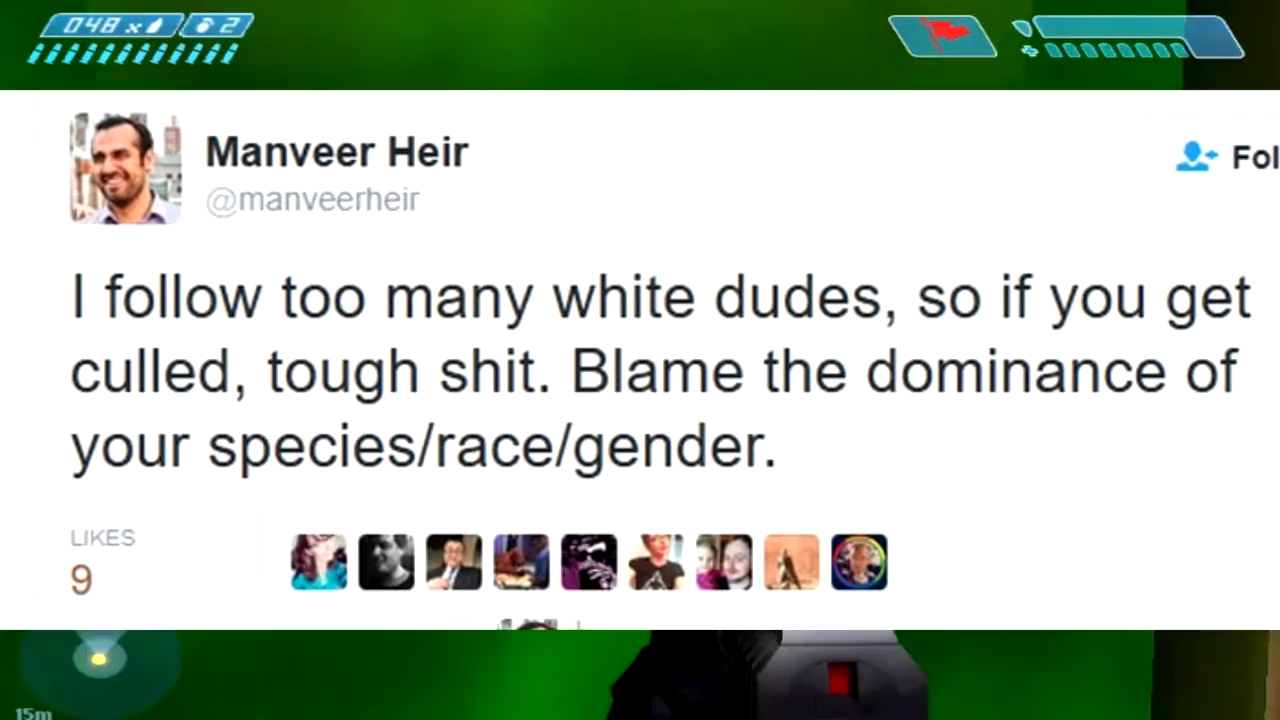 048 x 2
Manveer Heir
@manveerheir
Fol
I follow too many white dudes, so if you get
culled, tough shit. Blame the dominance of
your species/race/gender.
LIKES
9
15m